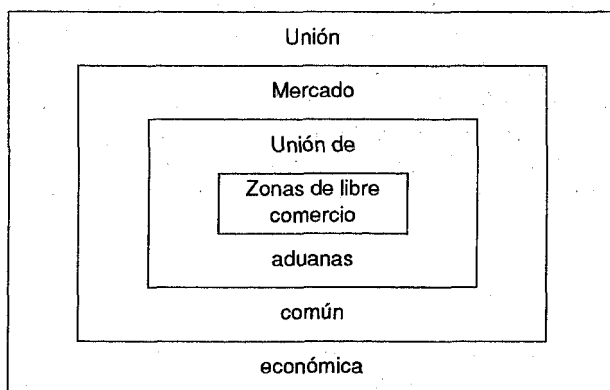 Unión
Mercado
Unión de
Zonas de libre
comercio
aduanas
común
económica